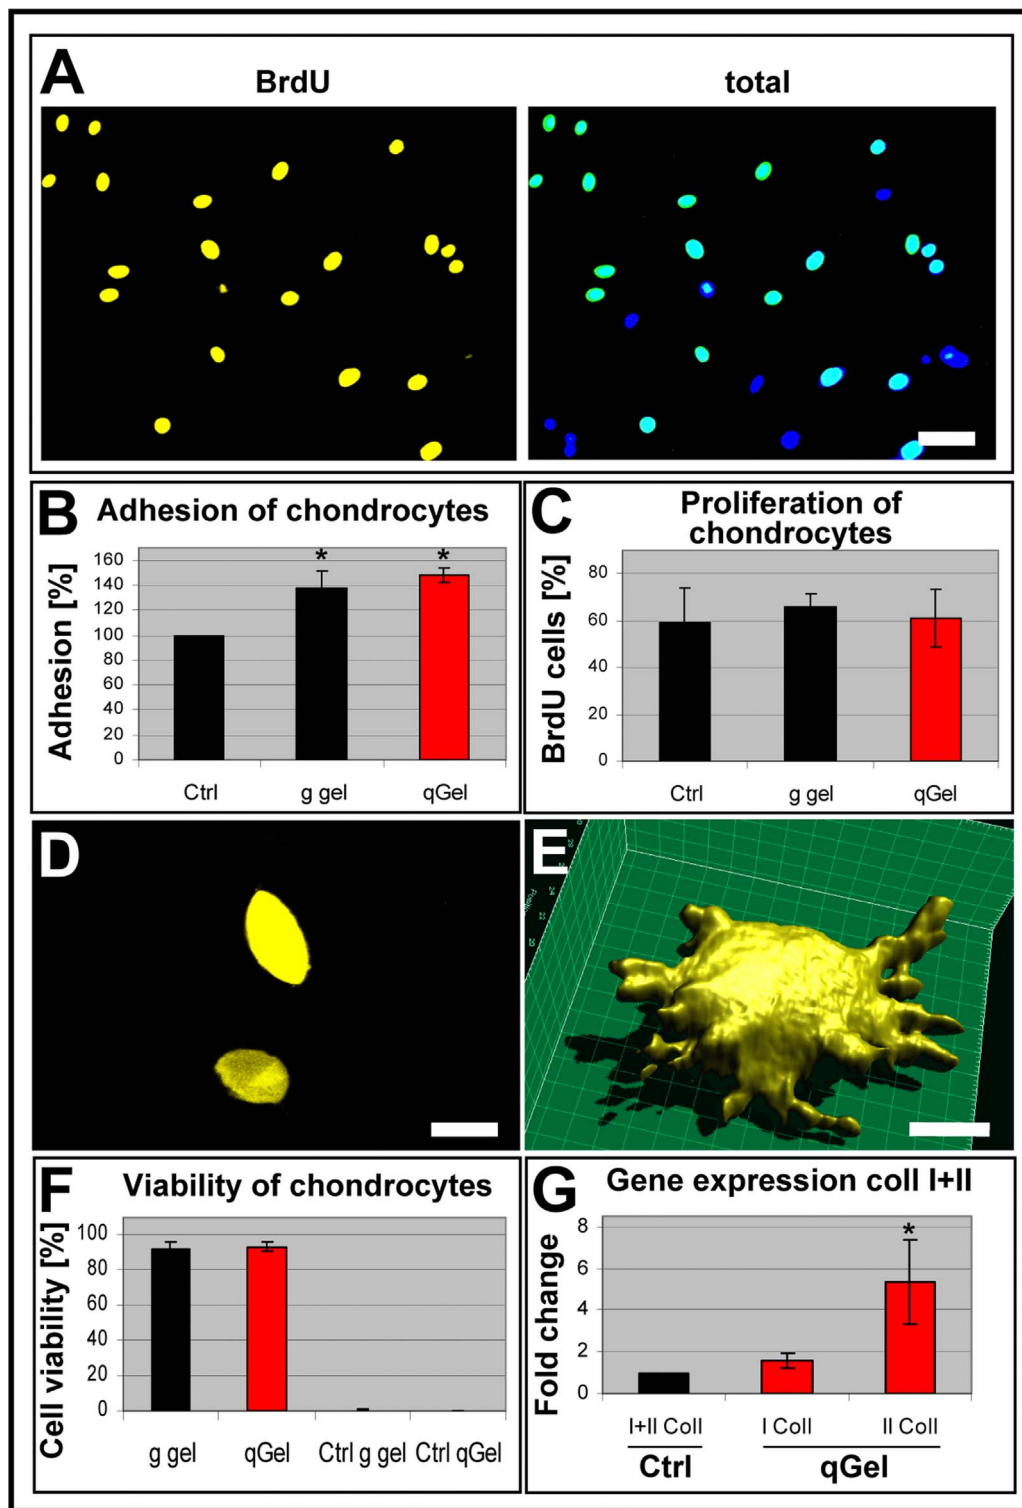 A
BrdU
total
B Adhesion of chondrocytes
Adhesion [%]
160
140
120
100
80
60
40
20
0
*
*
Ctrl
g gel
qGel
C Proliferation of
chondrocytes
BrdU cells [%]
80
60
40
20
0
Ctrl
g gel
qGel
D
E
24
22
20
F Viability of chondrocytes
Cell viability [%]
100
80
60
40
20
0
g gel
qGel
Ctrl g gel
Ctrl qGel
G Gene expression coll I+II
Fold change
8
6
4
2
0
*
I+II Coll
I Coll
II Coll
Ctrl
qGel